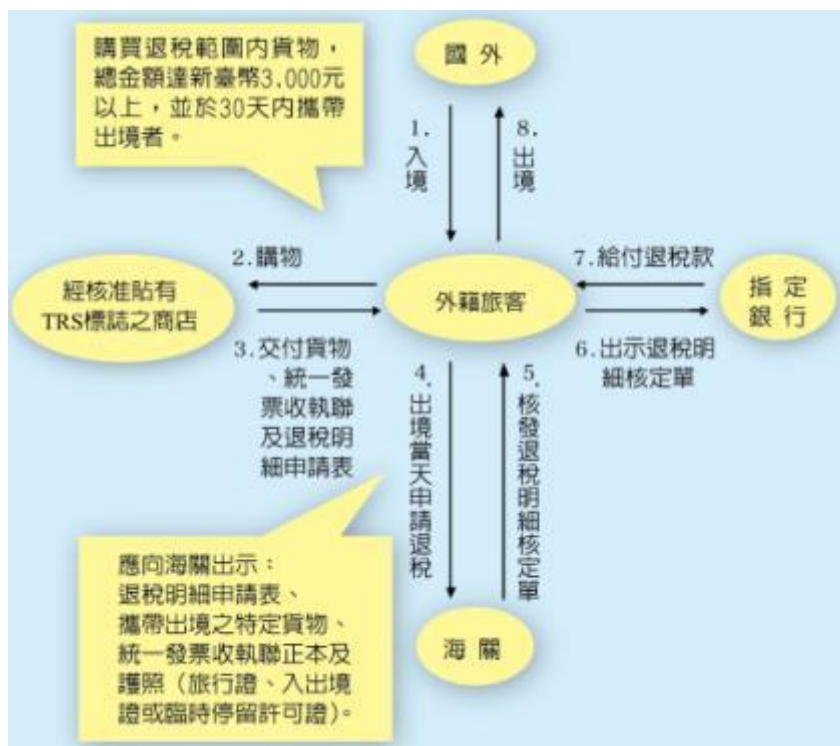 購買退稅範圍內貨物，
總金額達新臺幣3,000元
以上，並於30天內攜帶
出境者。
國外
1.入境
8.出境
經核准貼有
TRS標誌之商店
2.購物
外籍旅客
7.給付退稅款
指定
銀行
3.交付貨物
、統一發
票收執聯
及退稅明
細申請表
6.出示退稅明
細核定單
4.出境當天申請退稅
5.核發退稅明細核定單
應向海關出示：
退稅明細申請表、
攜帶出境之特定貨物、
統一發票收執聯正本及
護照（旅行證、入出境
證或臨時停留許可證）。
海關